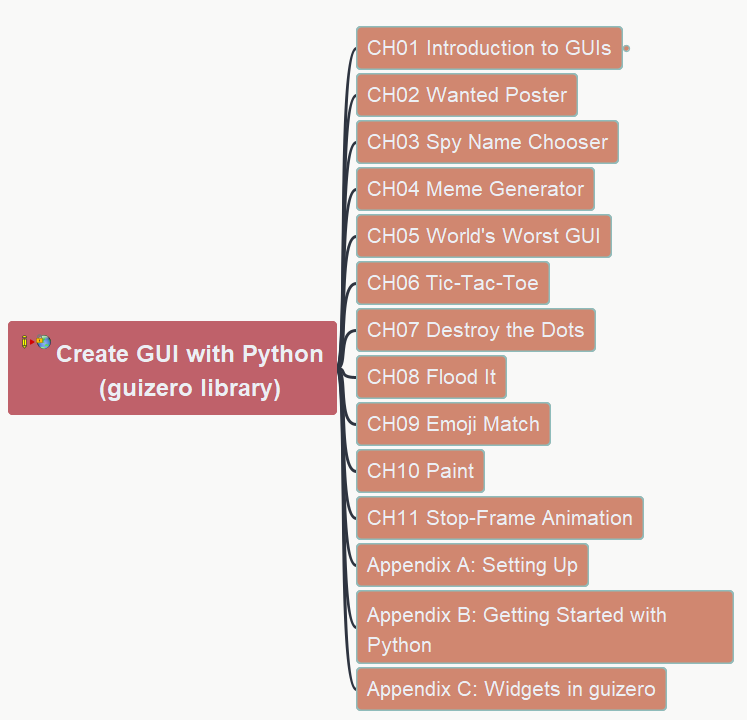 Create GUI with Python
(guizero library)
CH01 Introduction to GUIs
CH02 Wanted Poster
CH03 Spy Name Chooser
CH04 Meme Generator
CH05 World's Worst GUI
CH06 Tic-Tac-Toe
CH07 Destroy the Dots
CH08 Flood It
CH09 Emoji Match
CH10 Paint
CH11 Stop-Frame Animation
Appendix A: Setting Up
Appendix B: Getting Started with
Python
Appendix C: Widgets in guizero